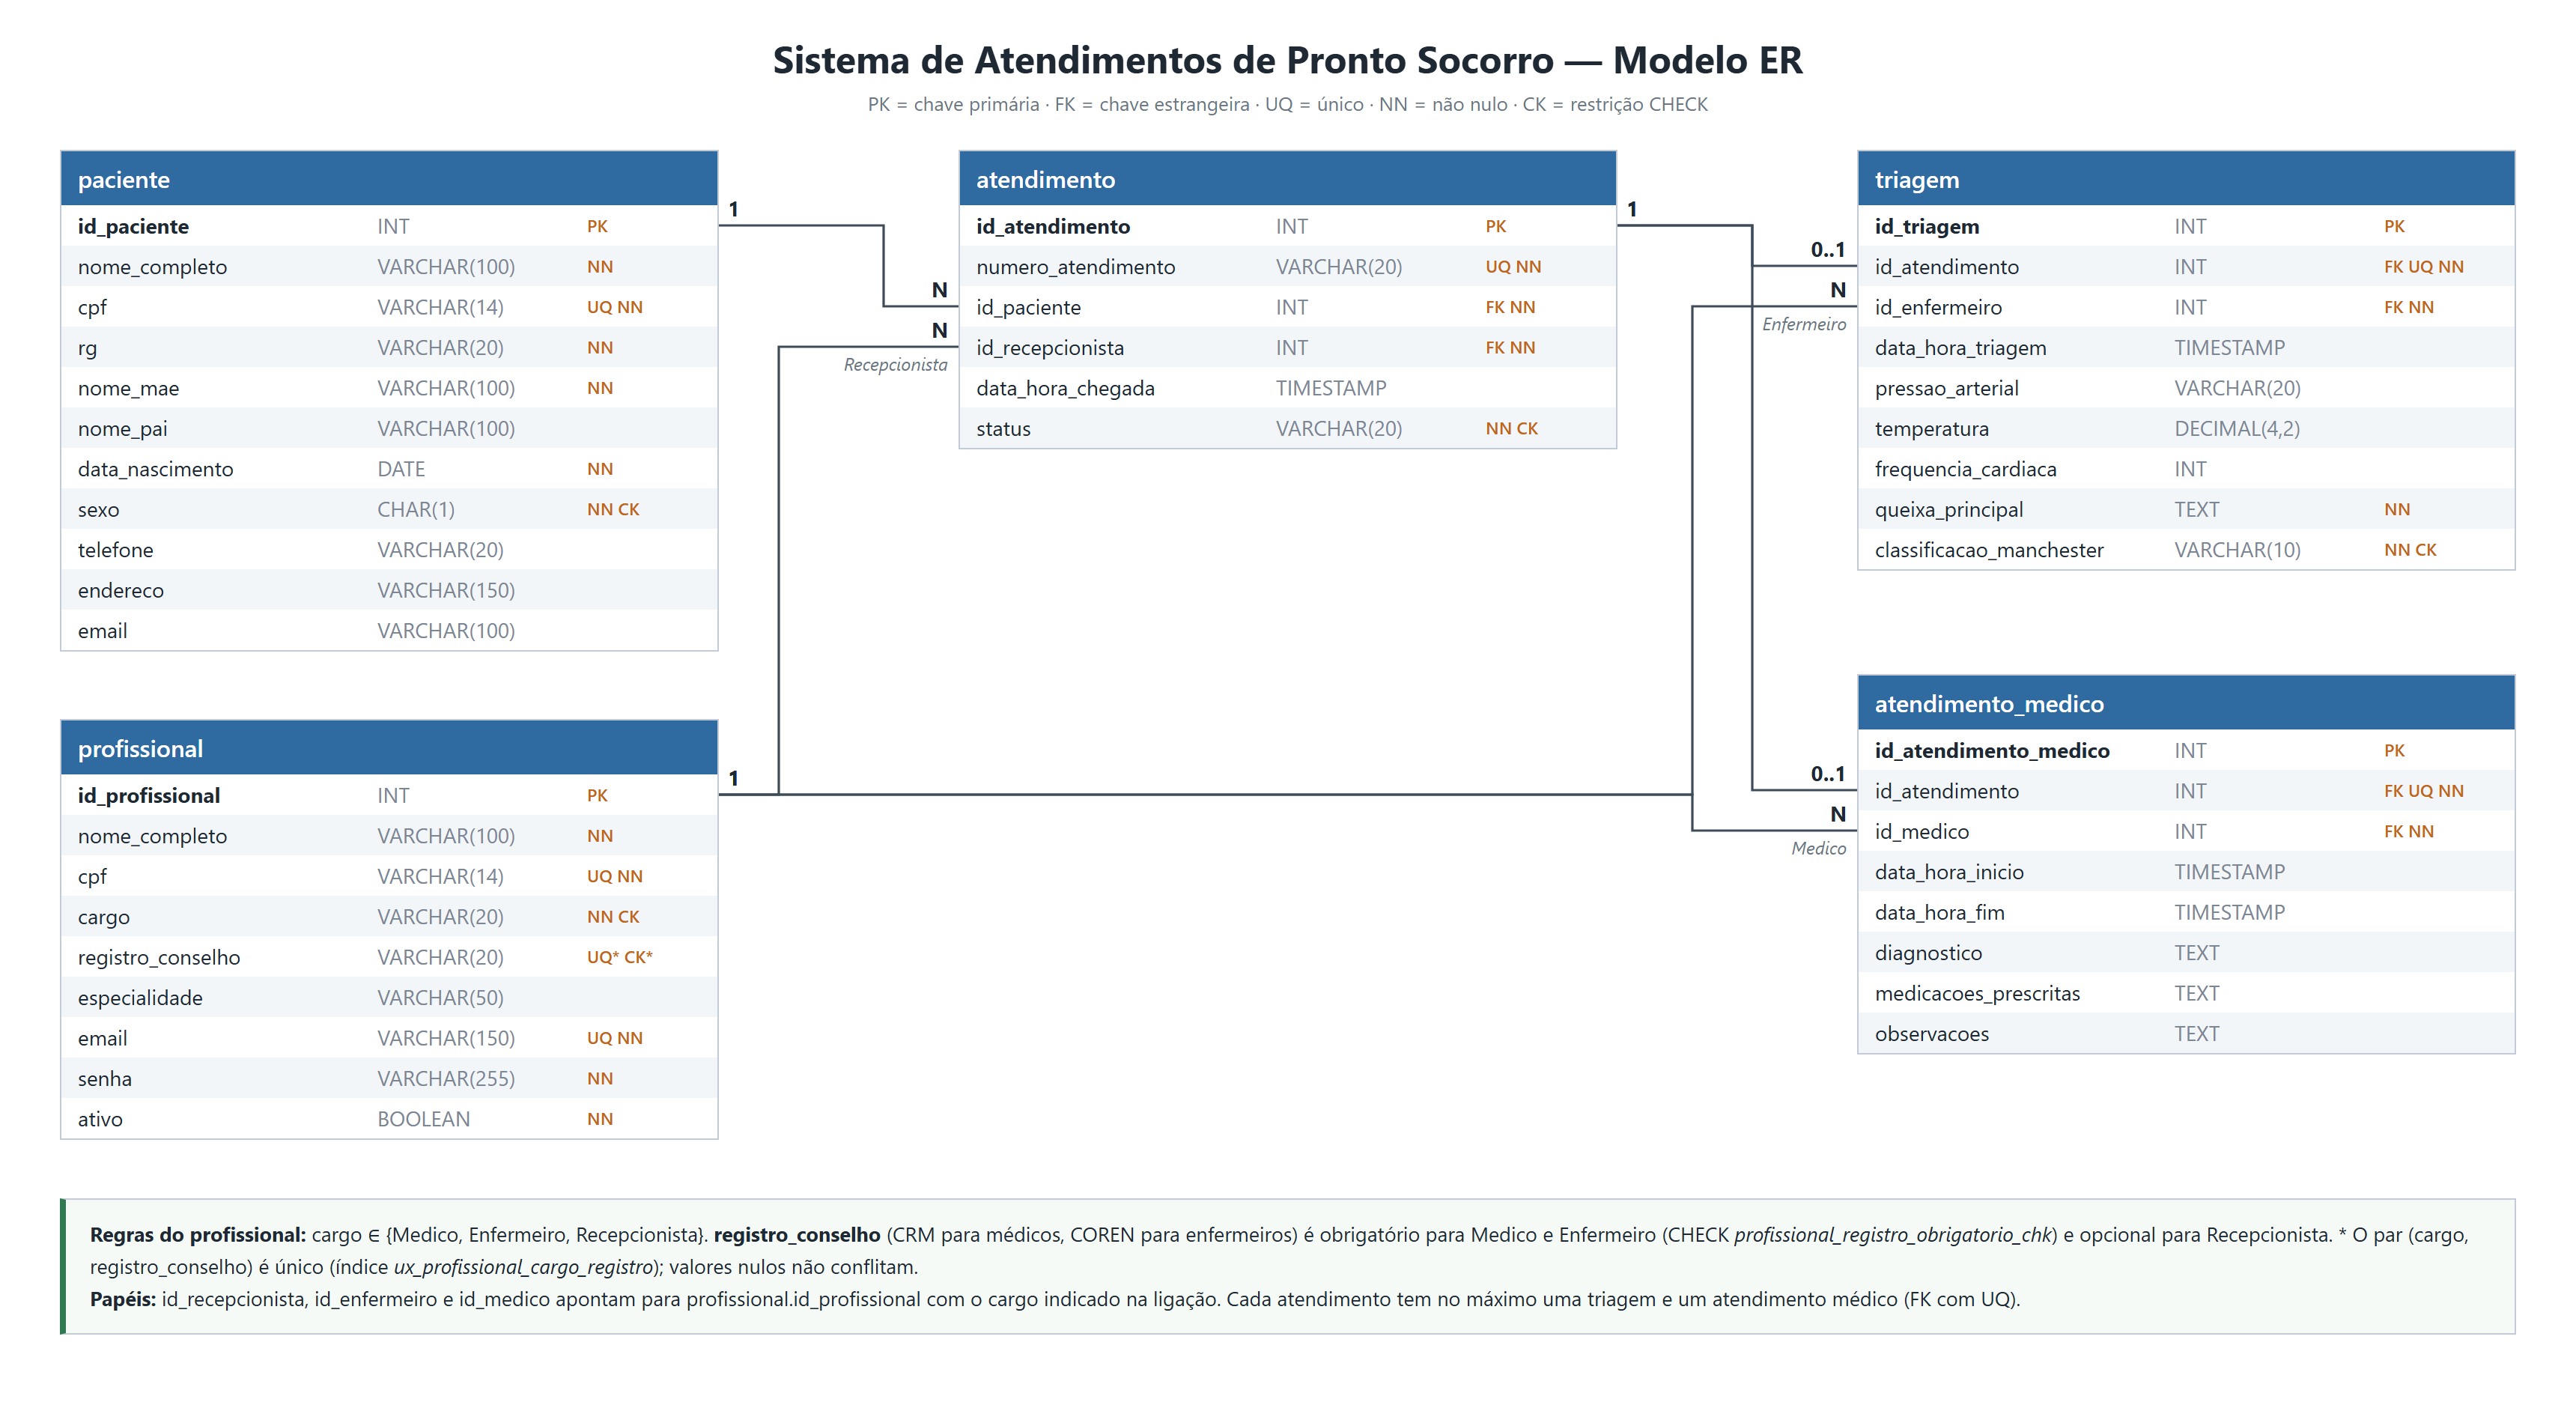 Sistema de Atendimentos de Pronto Socorro — Modelo ER
PK = chave primária · FK = chave estrangeira · UQ = único · NN = não nulo · CK = restrição CHECK
paciente
id_paciente INT PK
nome_completo VARCHAR(100) NN
cpf VARCHAR(14) UQ NN
rg VARCHAR(20) NN
nome_mae VARCHAR(100) NN
nome_pai VARCHAR(100)
data_nascimento DATE NN
sexo CHAR(1) NN CK
telefone VARCHAR(20)
endereco VARCHAR(150)
email VARCHAR(100)
1
N
N
Recepcionista
atendimento
id_atendimento INT PK
numero_atendimento VARCHAR(20) UQ NN
id_paciente INT FK NN
id_recepcionista INT FK NN
data_hora_chegada TIMESTAMP
status VARCHAR(20) NN CK
1
0..1
N
Enfermeiro
triagem
id_triagem INT PK
id_atendimento INT FK UQ NN
id_enfermeiro INT FK NN
data_hora_triagem TIMESTAMP
pressao_arterial VARCHAR(20)
temperatura DECIMAL(4,2)
frequencia_cardiaca INT
queixa_principal TEXT NN
classificacao_manchester VARCHAR(10) NN CK
profissional
id_profissional INT PK
nome_completo VARCHAR(100) NN
cpf VARCHAR(14) UQ NN
cargo VARCHAR(20) NN CK
registro_conselho VARCHAR(20) UQ* CK*
especialidade VARCHAR(50)
email VARCHAR(150) UQ NN
senha VARCHAR(255) NN
ativo BOOLEAN NN
1
0..1
N
Medico
atendimento_medico
id_atendimento_medico INT PK
id_atendimento INT FK UQ NN
id_medico INT FK NN
data_hora_inicio TIMESTAMP
data_hora_fim TIMESTAMP
diagnostico TEXT
medicacoes_prescritas TEXT
observacoes TEXT
Regras do profissional: cargo ∈ {Medico, Enfermeiro, Recepcionista}. registro_conselho (CRM para médicos, COREN para enfermeiros) é obrigatório para Medico e Enfermeiro (CHECK profissional_registro_obrigatorio_chk) e opcional para Recepcionista. * O par (cargo,
registro_conselho) é único (índice ux_profissional_cargo_registro); valores nulos não conflitam.
Papéis: id_recepcionista, id_enfermeiro e id_medico apontam para profissional.id_profissional com o cargo indicado na ligação. Cada atendimento tem no máximo uma triagem e um atendimento médico (FK com UQ).